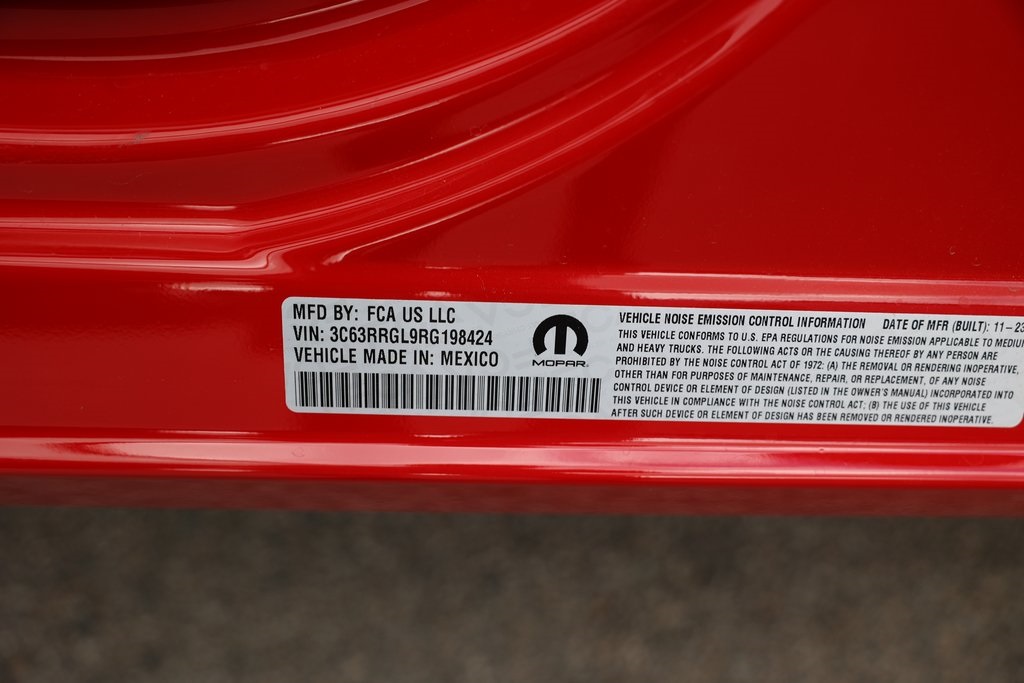 MFD BY: FCA US LLC
VIN: 3C63RRGL9RG198424
VEHICLE MADE IN: MEXICO
MOPAR
VEHICLE NOISE EMISSION CONTROL INFORMATION DATE OF MFR (BUILT): 11-23
THIS VEHICLE CONFORMS TO U.S. EPA REGULATIONS FOR NOISE EMISSION APPLICABLE TO MEDIUM
AND HEAVY TRUCKS. THE FOLLOWING ACTS OR THE CAUSING THEREOF BY ANY PERSON ARE
PROHIBITED BY THE NOISE CONTROL ACT OF 1972: (A) THE REMOVAL OR RENDERING INOPERATIVE,
OTHER THAN FOR PURPOSES OF MAINTENANCE, REPAIR, OR REPLACEMENT, OF ANY NOISE
CONTROL DEVICE OR ELEMENT OF DESIGN (LISTED IN THE OWNER'S MANUAL) INCORPORATED INTO
THIS VEHICLE IN COMPLIANCE WITH THE NOISE CONTROL ACT; (B) THE USE OF THIS VEHICLE
AFTER SUCH DEVICE OR ELEMENT OF DESIGN HAS BEEN REMOVED OR RENDERED INOPERATIVE.